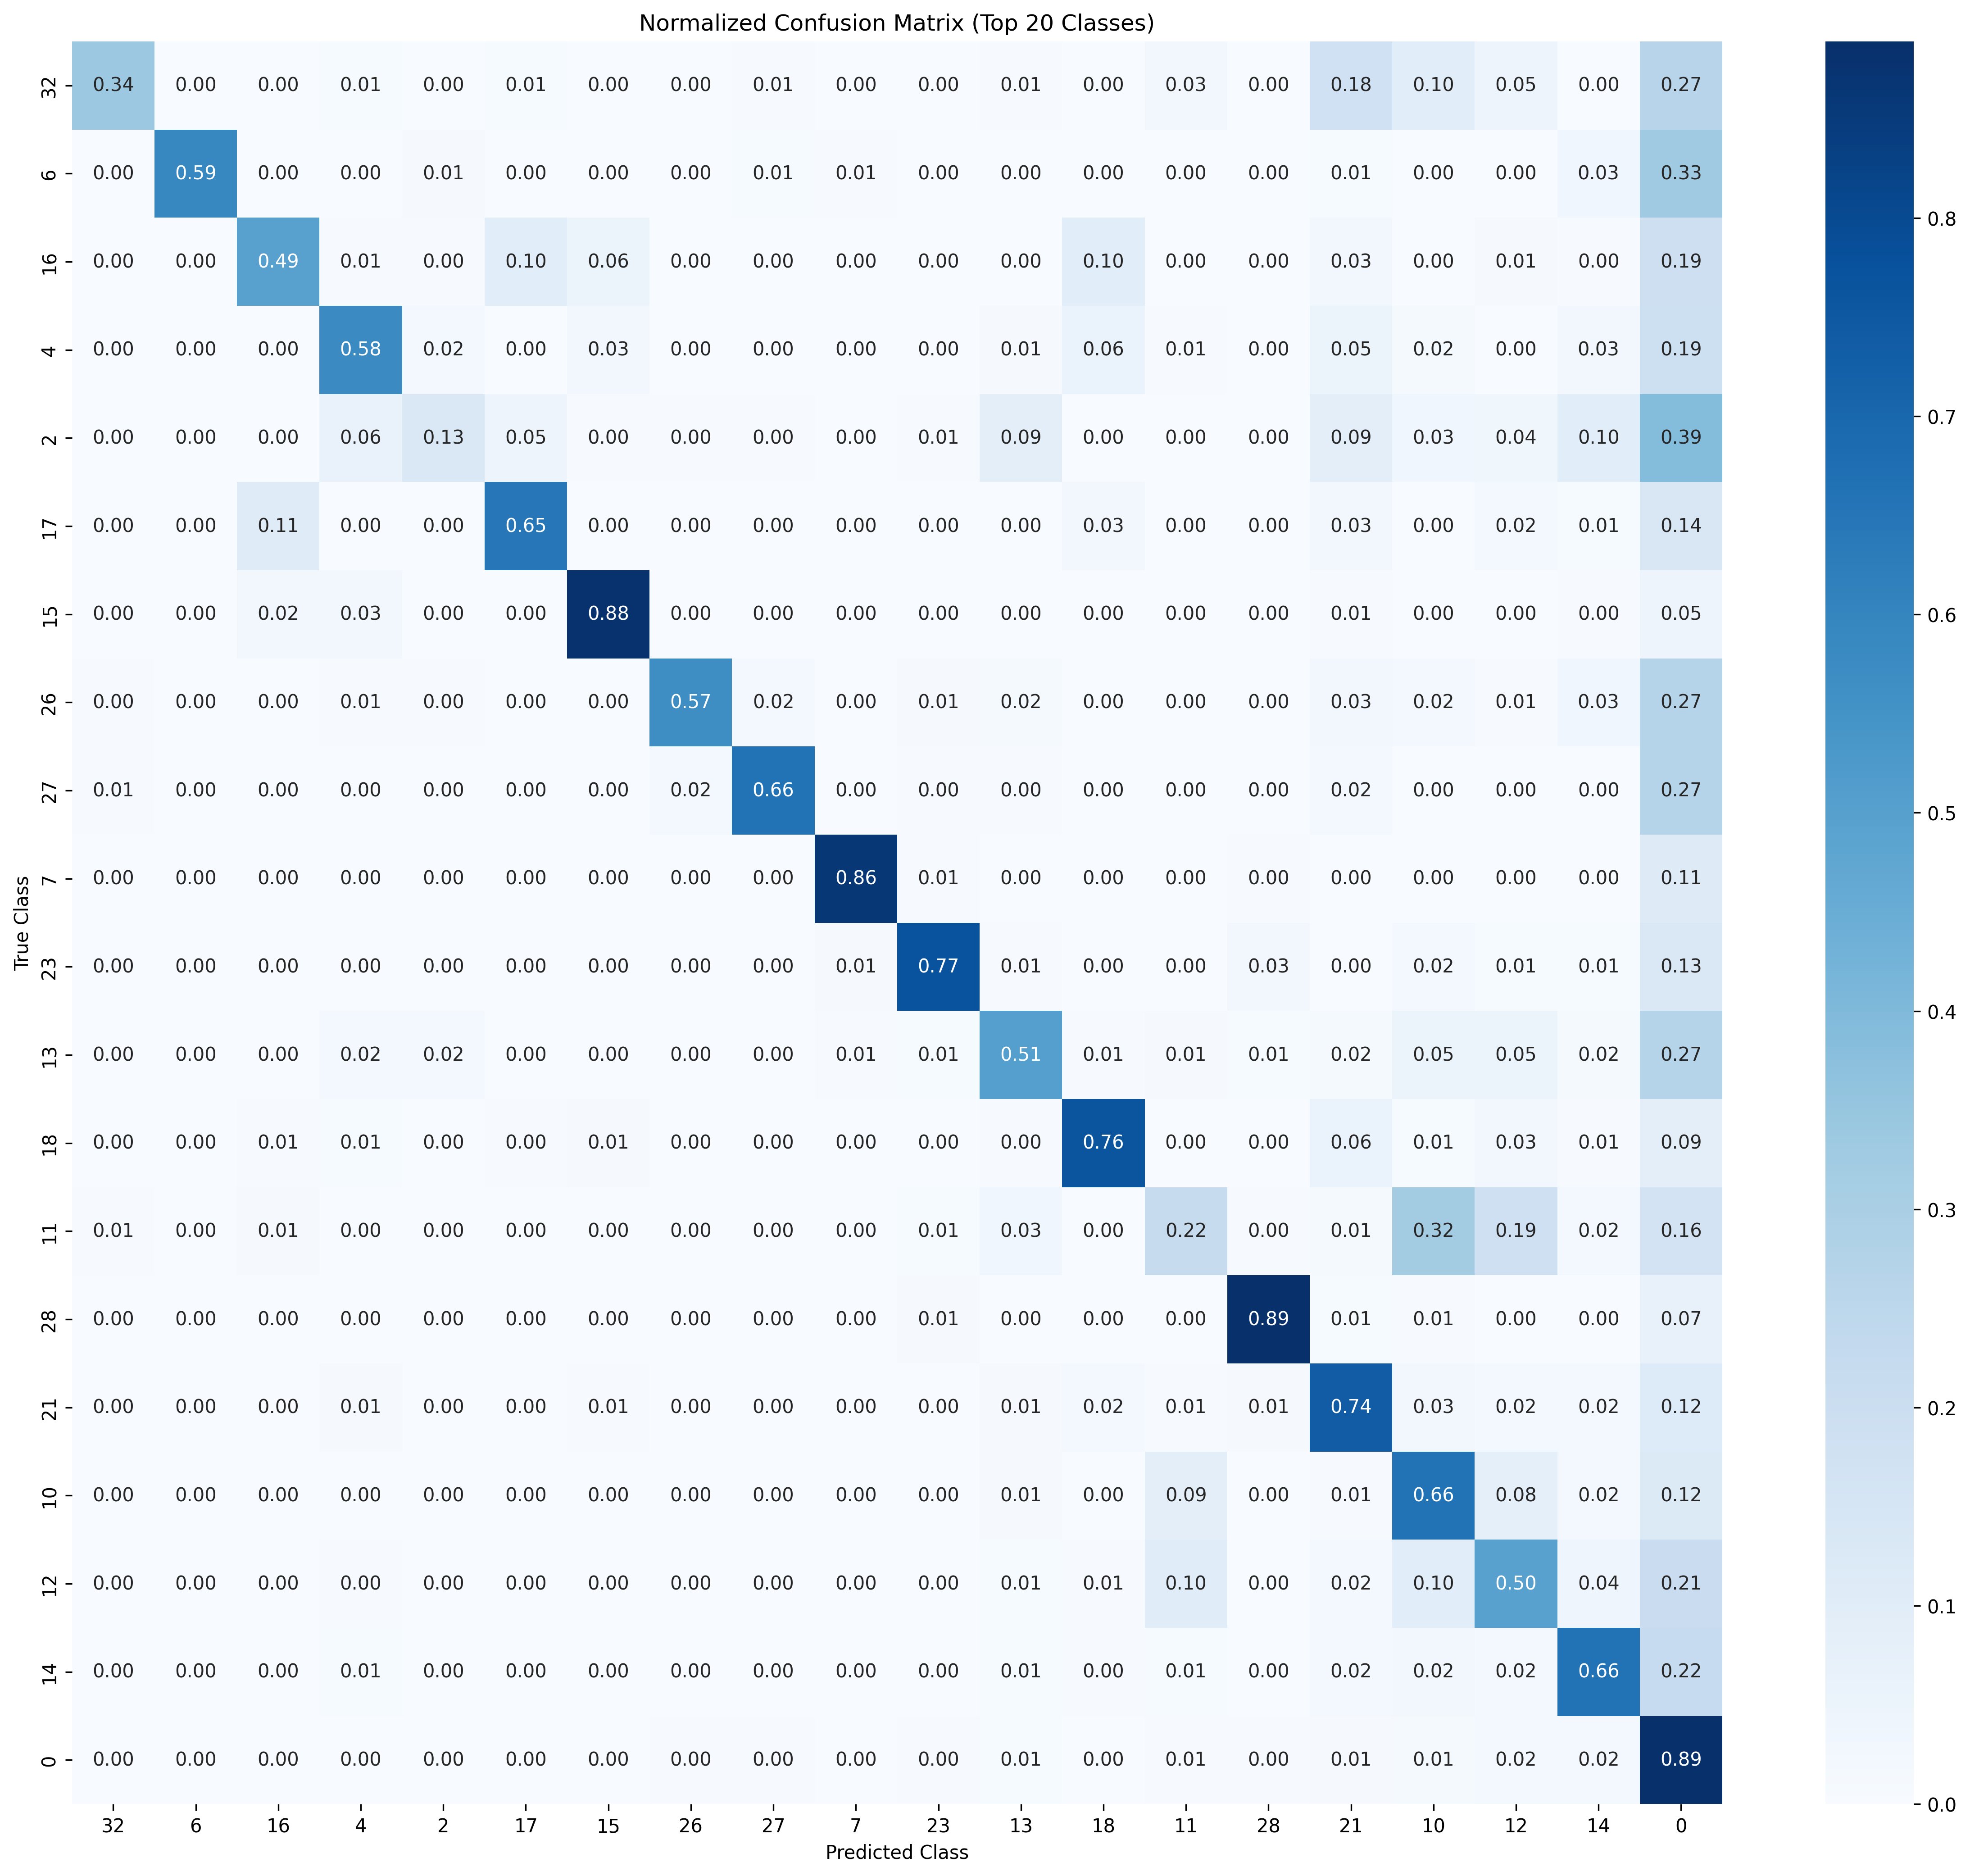 Normalized Confusion Matrix (Top 20 Classes)
32 0.34 0.00 0.00 0.01 0.00 0.01 0.00 0.00 0.01 0.00 0.00 0.01 0.00 0.03 0.00 0.18 0.10 0.05 0.00 0.27
6 0.00 0.59 0.00 0.00 0.01 0.00 0.00 0.00 0.01 0.01 0.00 0.00 0.00 0.00 0.00 0.01 0.00 0.00 0.03 0.33
16 0.00 0.00 0.49 0.01 0.00 0.10 0.06 0.00 0.00 0.00 0.00 0.00 0.10 0.00 0.00 0.03 0.00 0.01 0.00 0.19
4 0.00 0.00 0.00 0.58 0.02 0.00 0.03 0.00 0.00 0.00 0.00 0.01 0.06 0.01 0.00 0.05 0.02 0.00 0.03 0.19
2 0.00 0.00 0.00 0.06 0.13 0.05 0.00 0.00 0.00 0.00 0.01 0.09 0.00 0.00 0.00 0.09 0.03 0.04 0.10 0.39
17 0.00 0.00 0.11 0.00 0.00 0.65 0.00 0.00 0.00 0.00 0.00 0.00 0.03 0.00 0.00 0.03 0.00 0.02 0.01 0.14
15 0.00 0.00 0.02 0.03 0.00 0.00 0.88 0.00 0.00 0.00 0.00 0.00 0.00 0.00 0.00 0.01 0.00 0.00 0.00 0.05
26 0.00 0.00 0.00 0.01 0.00 0.00 0.00 0.57 0.02 0.00 0.01 0.02 0.00 0.00 0.00 0.03 0.02 0.01 0.03 0.27
27 0.01 0.00 0.00 0.00 0.00 0.00 0.00 0.02 0.66 0.00 0.00 0.00 0.00 0.00 0.00 0.02 0.00 0.00 0.00 0.27
7 0.00 0.00 0.00 0.00 0.00 0.00 0.00 0.00 0.00 0.86 0.01 0.00 0.00 0.00 0.00 0.00 0.00 0.00 0.00 0.11
23 0.00 0.00 0.00 0.00 0.00 0.00 0.00 0.00 0.00 0.01 0.77 0.01 0.00 0.00 0.03 0.00 0.02 0.01 0.01 0.13
13 0.00 0.00 0.00 0.02 0.02 0.00 0.00 0.00 0.00 0.01 0.01 0.51 0.01 0.01 0.01 0.02 0.05 0.05 0.02 0.27
18 0.00 0.00 0.01 0.01 0.00 0.00 0.01 0.00 0.00 0.00 0.00 0.00 0.76 0.00 0.00 0.06 0.01 0.03 0.01 0.09
11 0.01 0.00 0.01 0.00 0.00 0.00 0.00 0.00 0.00 0.00 0.01 0.03 0.00 0.22 0.00 0.01 0.32 0.19 0.02 0.16
28 0.00 0.00 0.00 0.00 0.00 0.00 0.00 0.00 0.00 0.00 0.01 0.00 0.00 0.00 0.89 0.01 0.01 0.00 0.00 0.07
21 0.00 0.00 0.00 0.01 0.00 0.00 0.01 0.00 0.00 0.00 0.00 0.01 0.02 0.01 0.01 0.74 0.03 0.02 0.02 0.12
10 0.00 0.00 0.00 0.00 0.00 0.00 0.00 0.00 0.00 0.00 0.00 0.01 0.00 0.09 0.00 0.01 0.66 0.08 0.02 0.12
12 0.00 0.00 0.00 0.00 0.00 0.00 0.00 0.00 0.00 0.00 0.00 0.01 0.01 0.10 0.00 0.02 0.10 0.50 0.04 0.21
14 0.00 0.00 0.00 0.01 0.00 0.00 0.00 0.00 0.00 0.00 0.00 0.01 0.00 0.01 0.00 0.02 0.02 0.02 0.66 0.22
0 0.00 0.00 0.00 0.00 0.00 0.00 0.00 0.00 0.00 0.00 0.00 0.01 0.00 0.01 0.00 0.01 0.01 0.02 0.02 0.89
32 6 16 4 2 17 15 26 27 7 23 13 18 11 28 21 10 12 14 0
Predicted Class
True Class
0.8
0.7
0.6
0.5
0.4
0.3
0.2
0.1
0.0